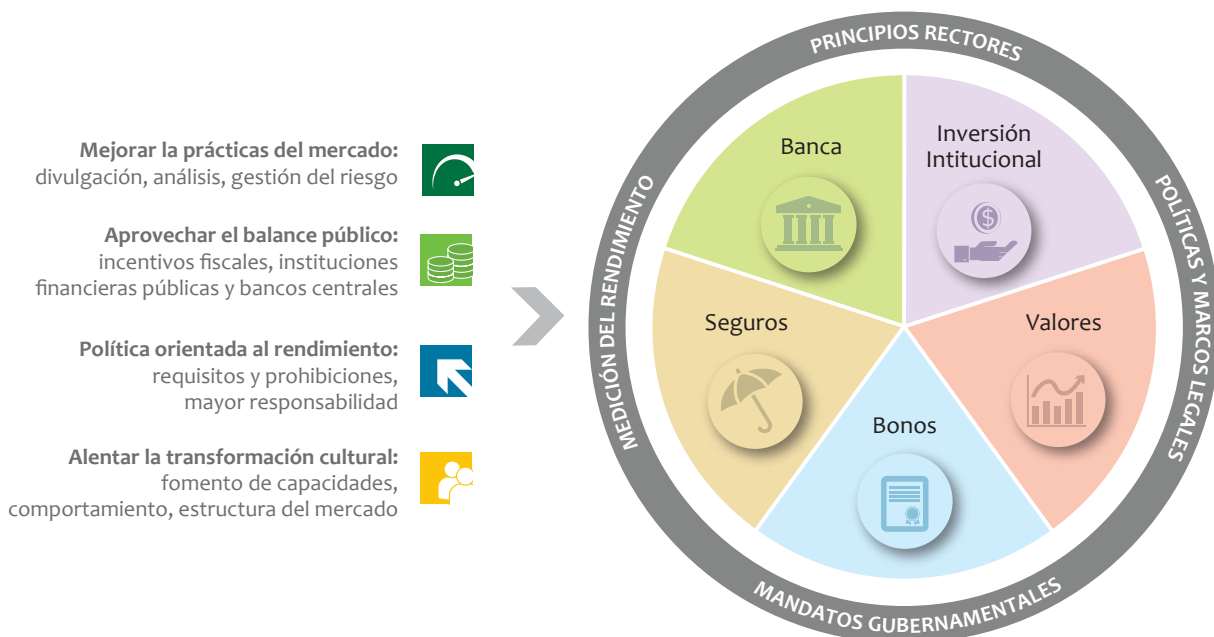 Mejorar la prácticas del mercado:
divulgación, análisis, gestión del riesgo
Aprovechar el balance público:
incentivos fiscales, instituciones
financieras públicas y bancos centrales
Política orientada al rendimiento:
requisitos y prohibiciones,
mayor responsabilidad
Alentar la transformación cultural:
fomento de capacidades,
comportamiento, estructura del mercado
PRINCIPIOS RECTORES
POLÍTICAS Y MARCOS LEGALES
MANDATOS GUBERNAMENTALES
MEDICIÓN DEL RENDIMIENTO
Banca
Inversión
Intitucional
$
Seguros
Valores
Bonos